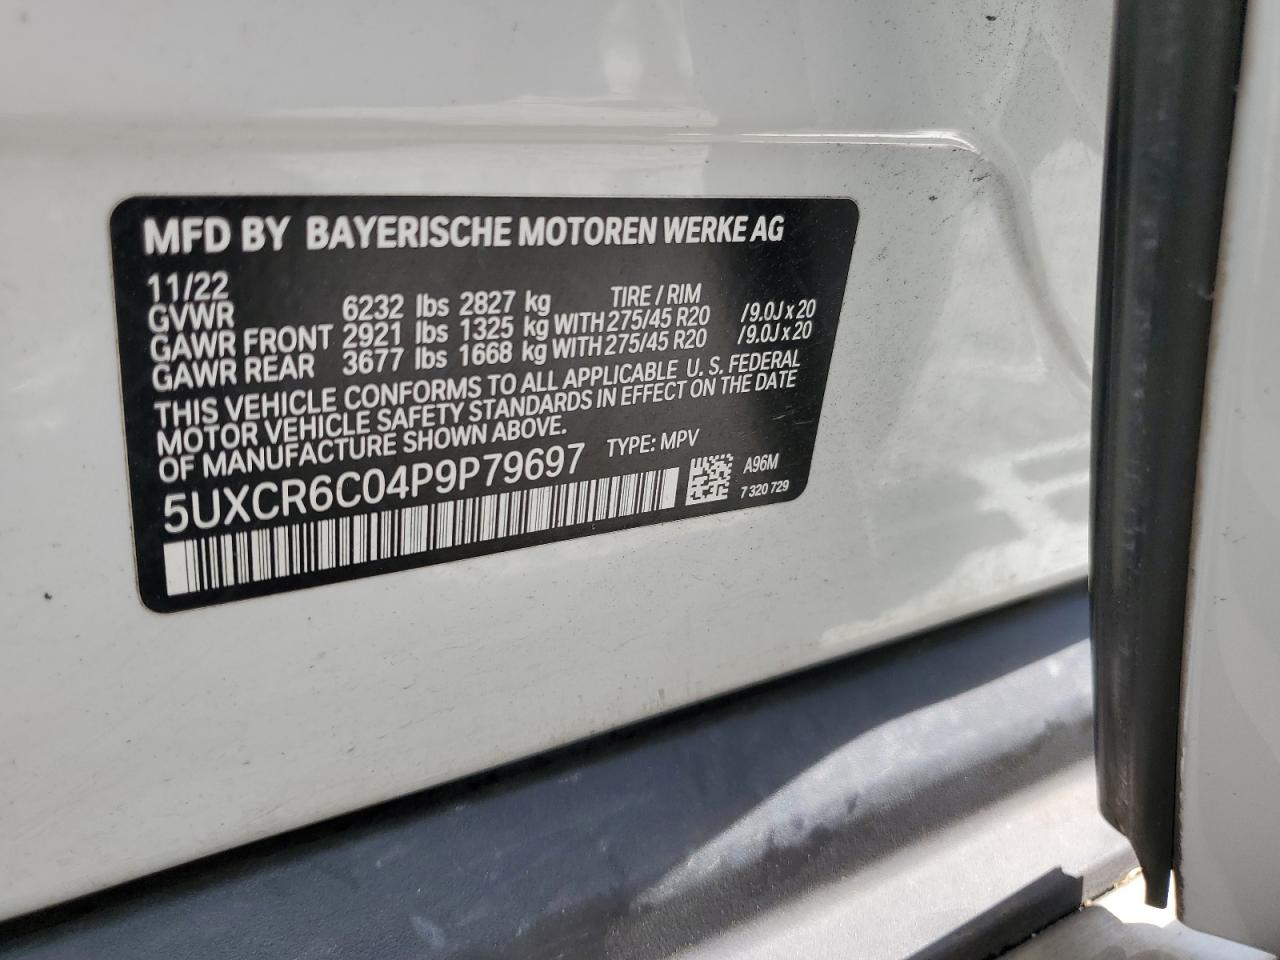 MFD BY BAYERISCHE MOTOREN WERKE AG
11/22 TIRE / RIM
GVWR 6232 lbs 2827 kg
GAWR FRONT 2921 lbs 1325 kg WITH 275/45 R20 /9.0J x 20
GAWR REAR 3677 lbs 1668 kg WITH 275/45 R20 /9.0J x 20
THIS VEHICLE CONFORMS TO ALL APPLICABLE U. S. FEDERAL
MOTOR VEHICLE SAFETY STANDARDS IN EFFECT ON THE DATE
OF MANUFACTURE SHOWN ABOVE.
5UXCR6C04P9P79697 TYPE: MPV
A96M
7 320 729